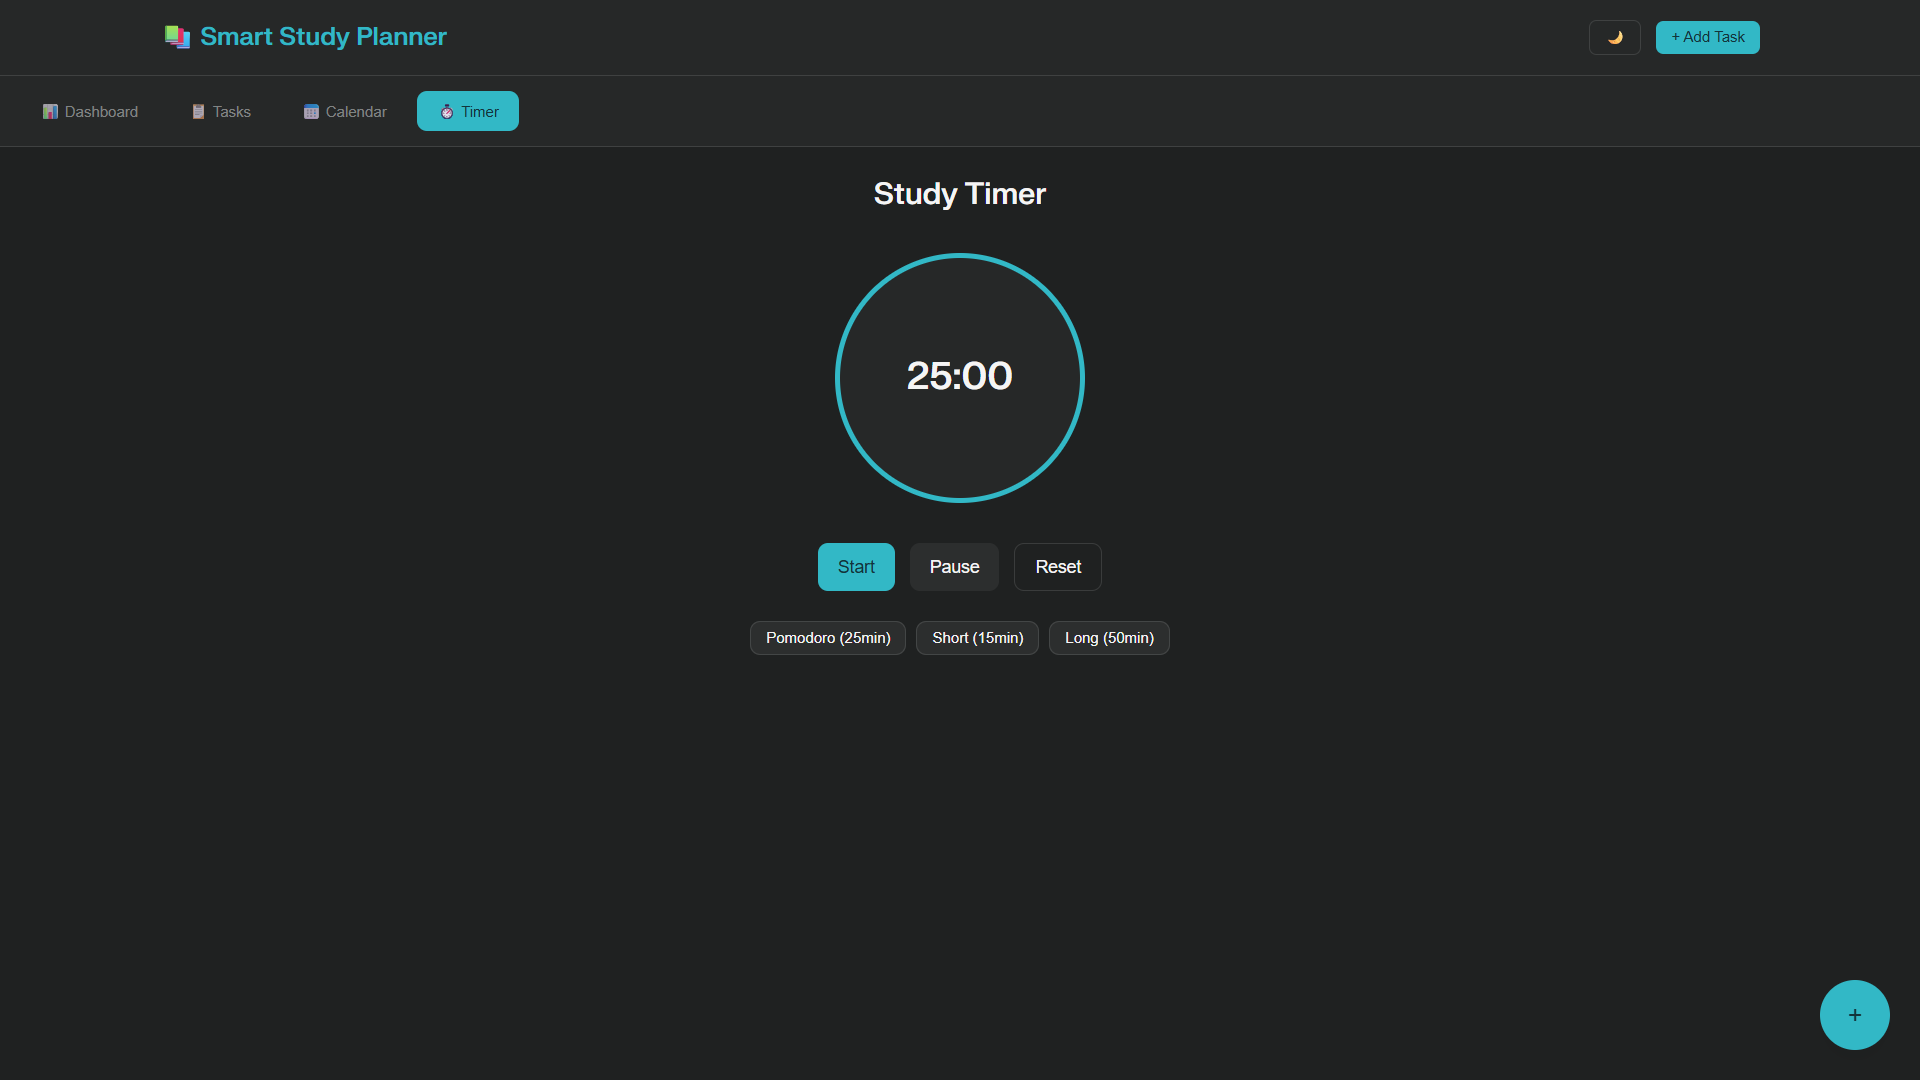 Smart Study Planner
+ Add Task
Dashboard Tasks Calendar Timer
Study Timer
25:00
Start Pause Reset
Pomodoro (25min) Short (15min) Long (50min)
+